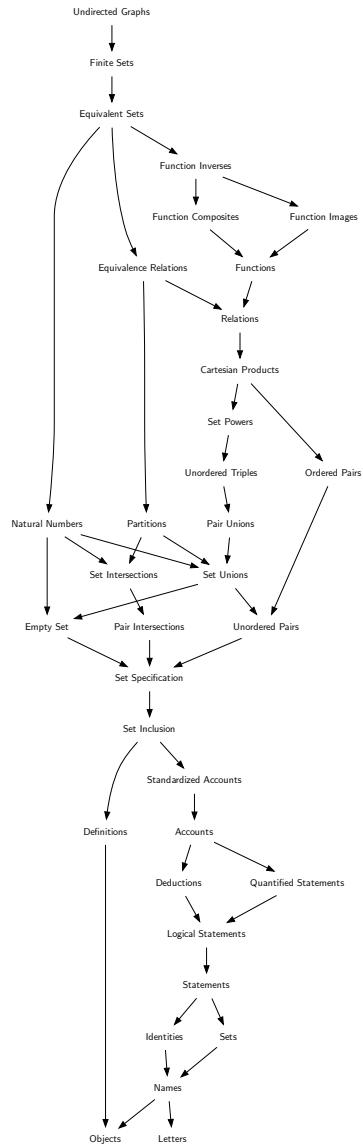 Undirected Graphs
Finite Sets
Equivalent Sets
Function Inverses
Function Composites
Function Images
Equivalence Relations
Functions
Relations
Cartesian Products
Set Powers
Unordered Triples
Ordered Pairs
Natural Numbers
Partitions
Pair Unions
Set Intersections
Set Unions
Empty Set
Pair Intersections
Unordered Pairs
Set Specification
Set Inclusion
Standardized Accounts
Definitions
Accounts
Deductions
Quantified Statements
Logical Statements
Statements
Identities
Sets
Names
Objects
Letters